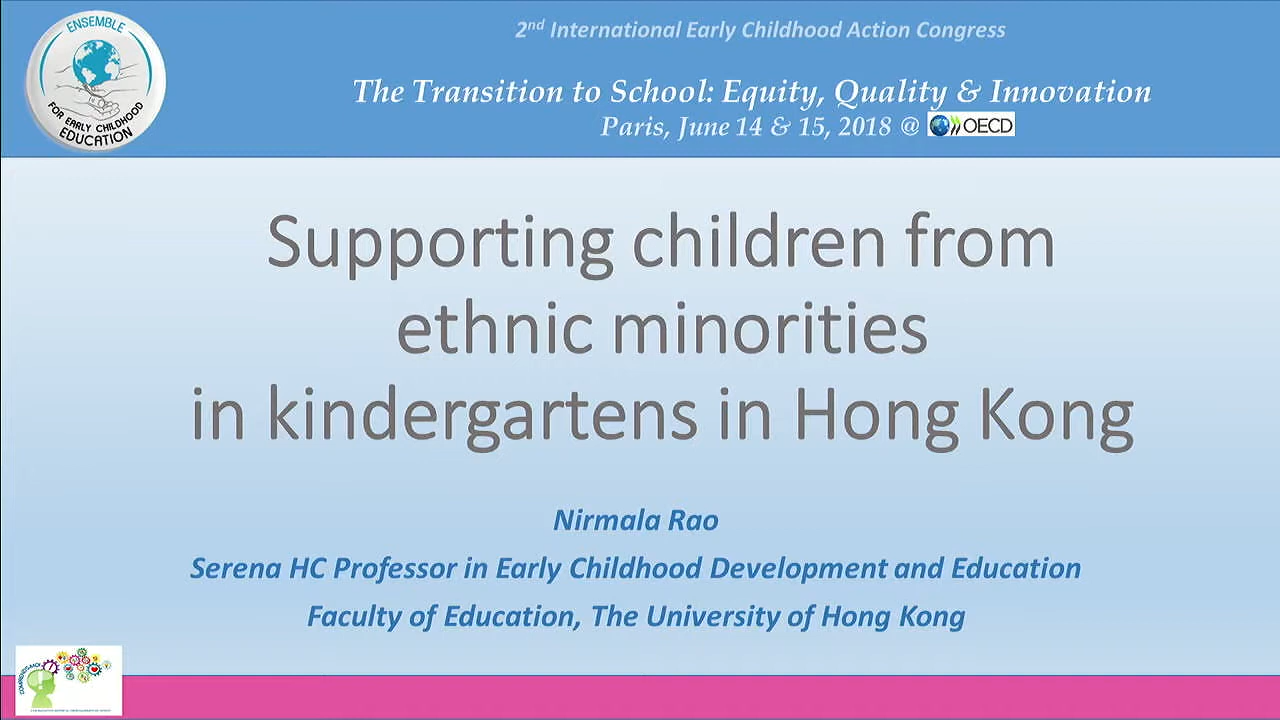 ENSEMBLE
FOR EARLY CHILDHOOD
EDUCATION
2nd International Early Childhood Action Congress
The Transition to School: Equity, Quality & Innovation
Paris, June 14 & 15, 2018 @ OECD
Supporting children from
ethnic minorities
in kindergartens in Hong Kong
Nirmala Rao
Serena HC Professor in Early Childhood Development and Education
Faculty of Education, The University of Hong Kong